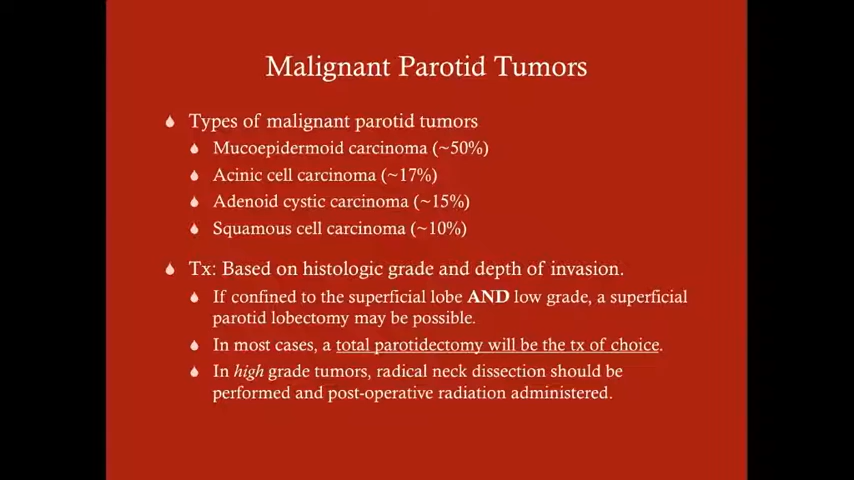 Malignant Parotid Tumors
Types of malignant parotid tumors
Mucoepidermoid carcinoma (~50%)
Acinic cell carcinoma (~17%)
Adenoid cystic carcinoma (~15%)
Squamous cell carcinoma (~10%)
Tx: Based on histologic grade and depth of invasion.
If confined to the superficial lobe AND low grade, a superficial
parotid lobectomy may be possible.
In most cases, a total parotidectomy will be the tx of choice.
In high grade tumors, radical neck dissection should be
performed and post-operative radiation administered.